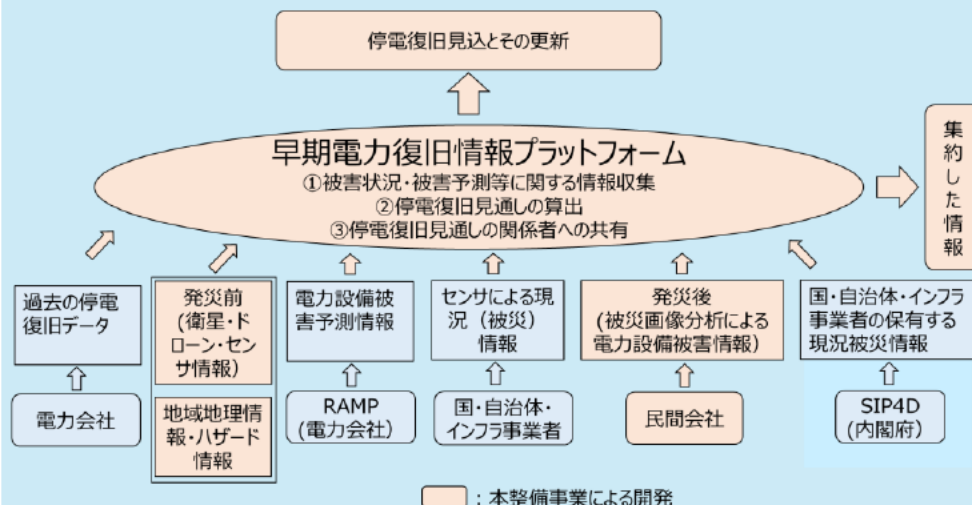 停電復旧見込とその更新
早期電力復旧情報プラットフォーム
①被害状況・被害予測等に関する情報収集
②停電復旧見通しの算出
③停電復旧見通しの関係者への共有
集約した情報
過去の停電
復旧データ
発災前
(衛星・ド
ローン・セン
サ情報)
電力設備被
害予測情報
センサによる現
況（被災）
情報
発災後
(被災画像分析による
電力設備被害情報)
国・自治体・インフラ
事業者の保有する
現況被災情報
電力会社
地域地理情
報・ハザード
情報
RAMP
(電力会社)
国・自治体・
インフラ事業者
民間会社
SIP4D
(内閣府)
：本整備事業による開発